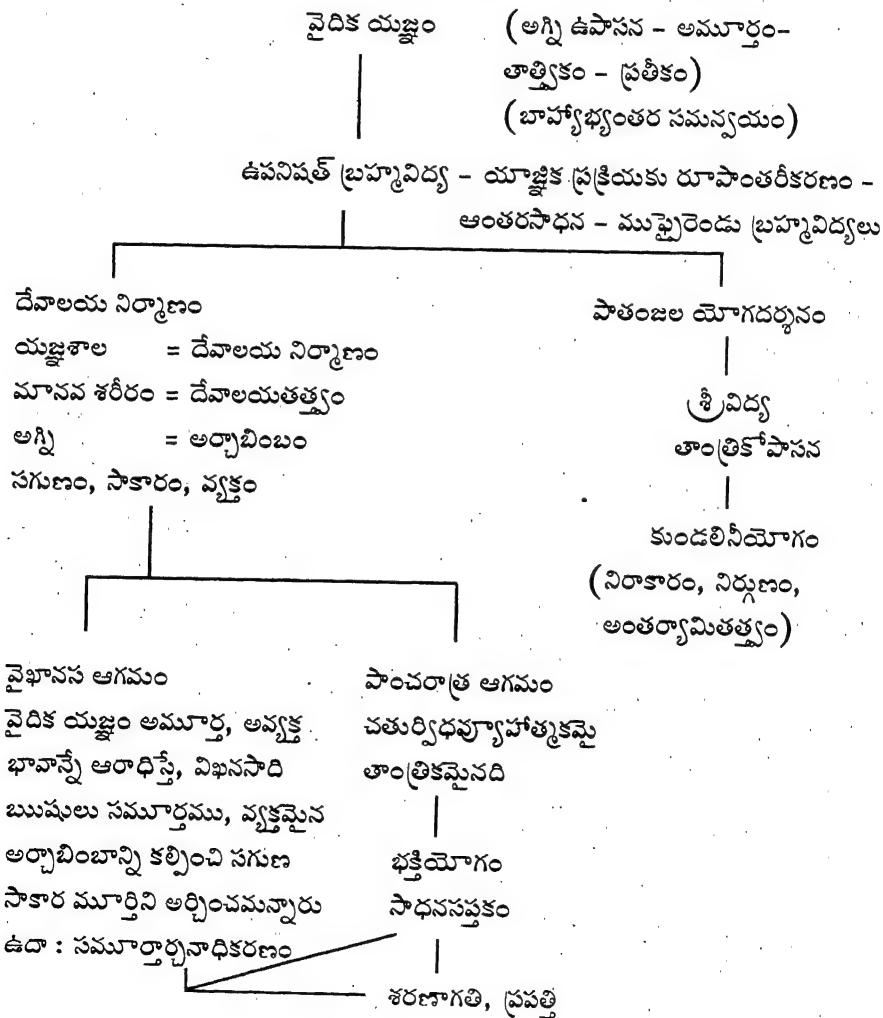 వైదిక యజ్ఞం (అగ్ని ఉపాసన – అమూర్తం–
తాత్త్వికం – ప్రతీకం)
(బాహ్యాభ్యంతర సమన్వయం)
ఉపనిషత్ బ్రహ్మవిద్య – యాజ్ఞిక ప్రక్రియకు రూపాంతరీకరణం –
ఆంతరసాధన – ముప్ఫైరెండు బ్రహ్మవిద్యలు
దేవాలయ నిర్మాణం
యజ్ఞశాల = దేవాలయ నిర్మాణం
మానవ శరీరం = దేవాలయతత్త్వం
అగ్ని = అర్చాబింబం
సగుణం, సాకారం, వ్యక్తం
పాతంజల యోగదర్శనం
శ్రీవిద్య
తాంత్రికోపాసన
కుండలినీయోగం
(నిరాకారం, నిర్గుణం,
అంతర్యామితత్త్వం)
వైఖానస ఆగమం
వైదిక యజ్ఞం అమూర్త, అవ్యక్త
భావాన్నే ఆరాధిస్తే, విఖనసాది
ఋషులు సమూర్తము, వ్యక్తమైన
అర్చాబింబాన్ని కల్పించి సగుణ
సాకార మూర్తిని అర్చించమన్నారు
ఉదా : సమూర్తార్చనాధికరణం
పాంచరాత్ర ఆగమం
చతుర్విధవ్యూహాత్మకమై
తాంత్రికమైనది
భక్తియోగం
సాధనసప్తకం
శరణాగతి, ప్రపత్తి